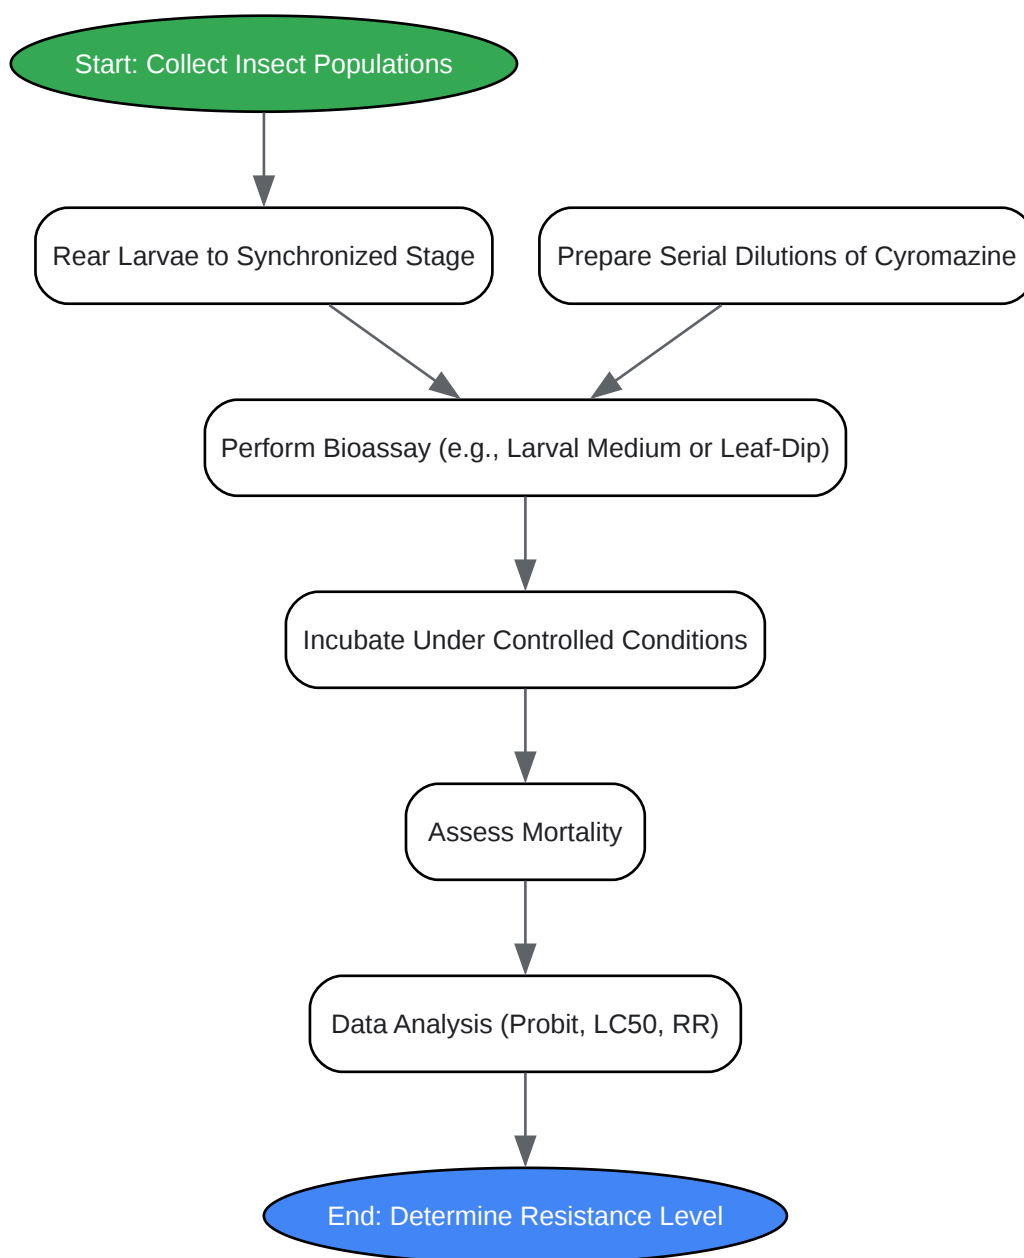 Start: Collect Insect Populations
Rear Larvae to Synchronized Stage
Prepare Serial Dilutions of Cyromazine
Perform Bioassay (e.g., Larval Medium or Leaf-Dip)
Incubate Under Controlled Conditions
Assess Mortality
Data Analysis (Probit, LC50, RR)
End: Determine Resistance Level